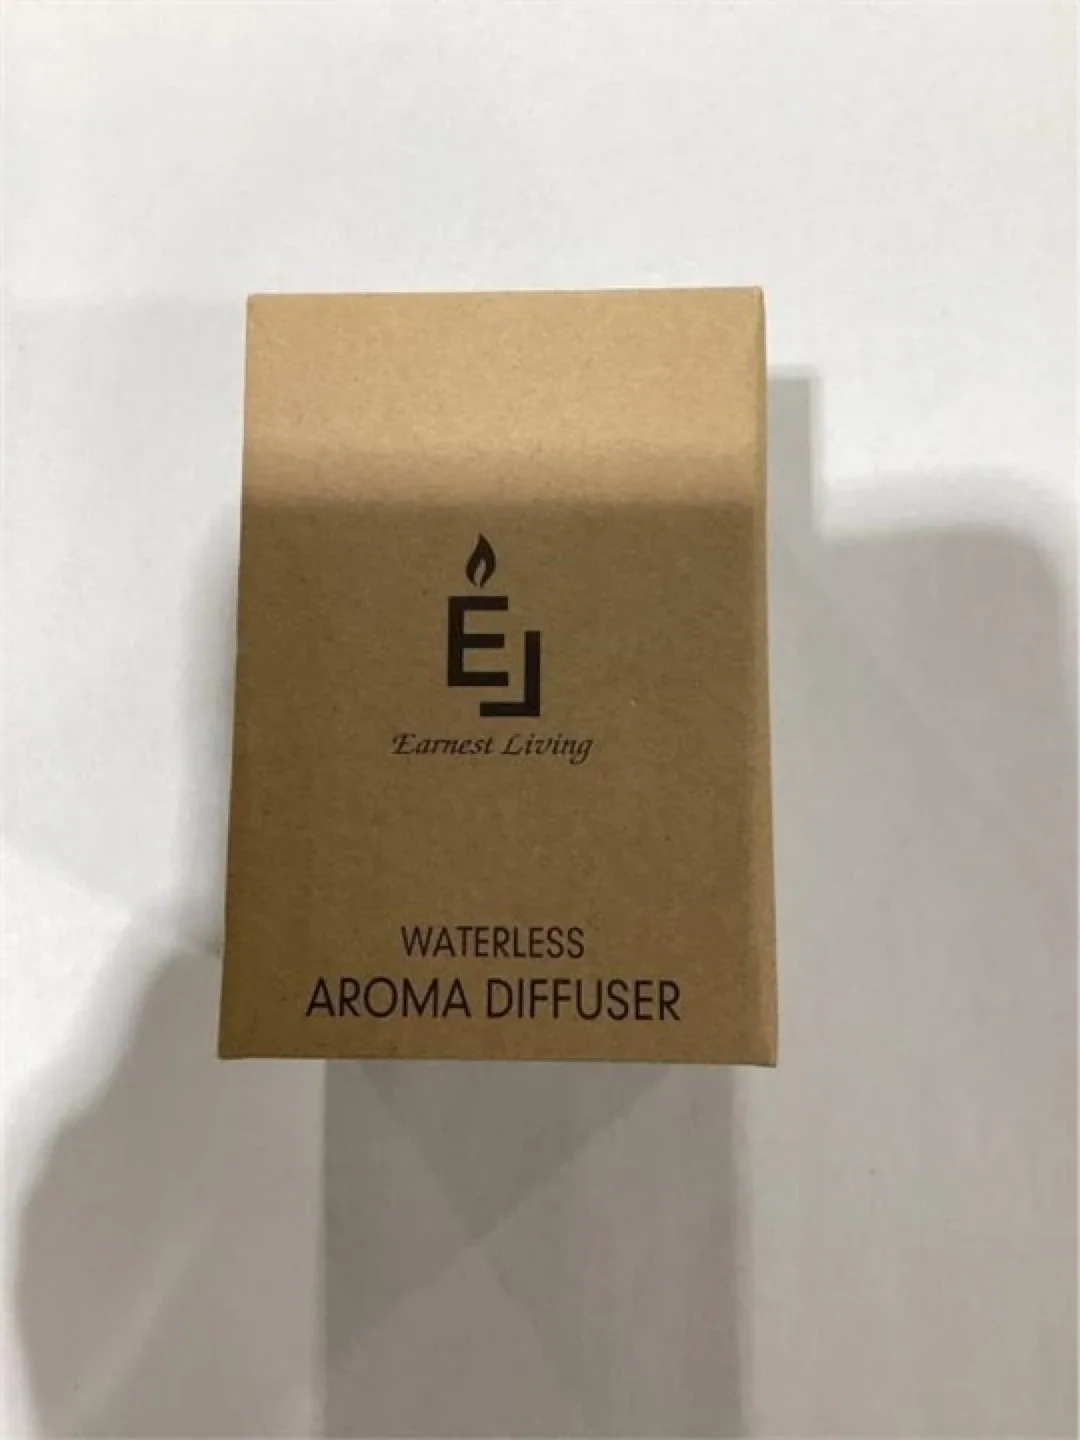 EL
Earnest Living
WATERLESS
AROMA DIFFUSER